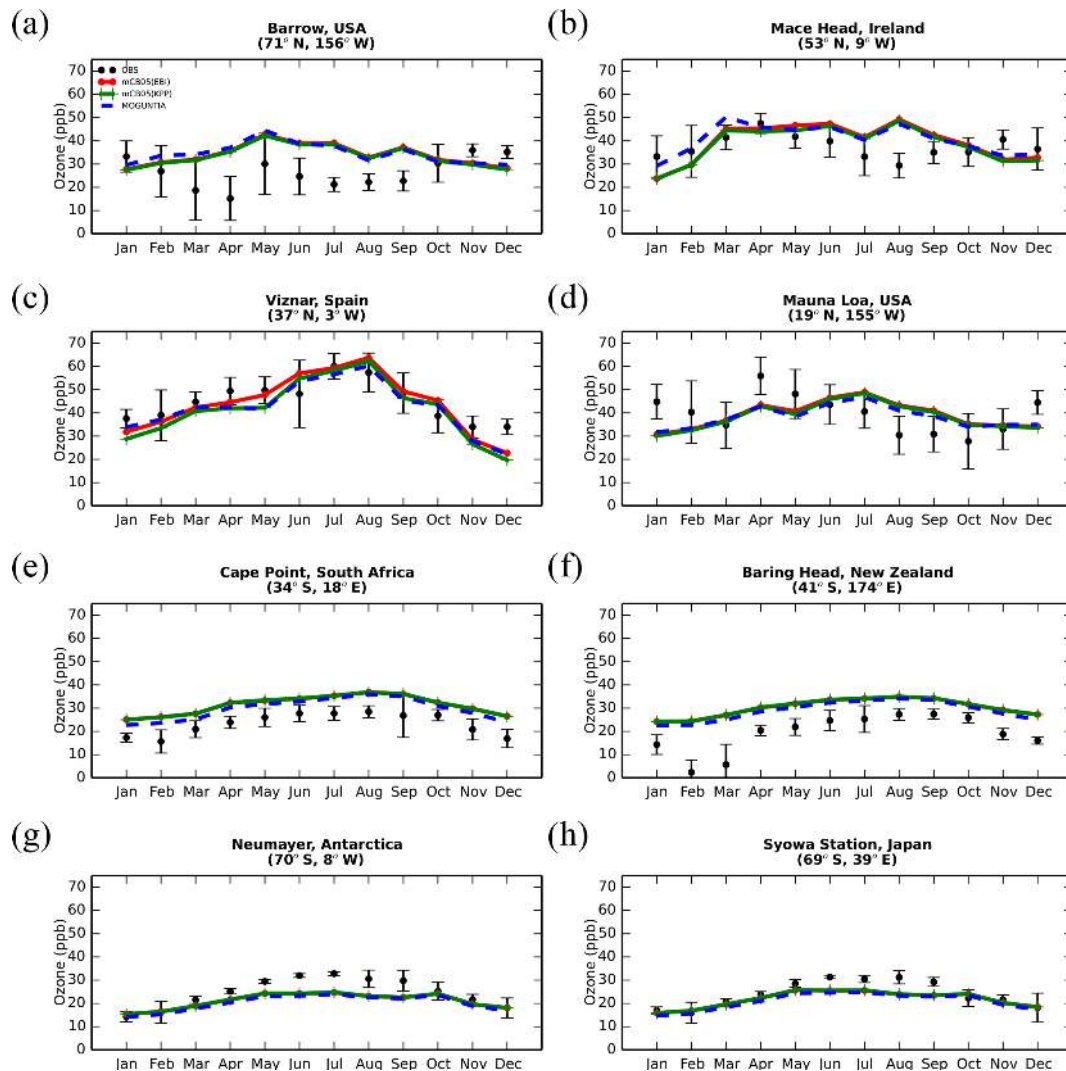 (a)
Barrow, USA
(71° N, 156° W)
Ozone (ppb)
70
60
50
40
30
20
10
0
OBS
mCB05(EBI)
mCB05(KPP)
MOGUNTIA
Jan Feb Mar Apr May Jun Jul Aug Sep Oct Nov Dec
(b)
Mace Head, Ireland
(53° N, 9° W)
Ozone (ppb)
70
60
50
40
30
20
10
0
Jan Feb Mar Apr May Jun Jul Aug Sep Oct Nov Dec
(c)
Viznar, Spain
(37° N, 3° W)
Ozone (ppb)
70
60
50
40
30
20
10
0
Jan Feb Mar Apr May Jun Jul Aug Sep Oct Nov Dec
(d)
Mauna Loa, USA
(19° N, 155° W)
Ozone (ppb)
70
60
50
40
30
20
10
0
Jan Feb Mar Apr May Jun Jul Aug Sep Oct Nov Dec
(e)
Cape Point, South Africa
(34° S, 18° E)
Ozone (ppb)
70
60
50
40
30
20
10
0
Jan Feb Mar Apr May Jun Jul Aug Sep Oct Nov Dec
(f)
Baring Head, New Zealand
(41° S, 174° E)
Ozone (ppb)
70
60
50
40
30
20
10
0
Jan Feb Mar Apr May Jun Jul Aug Sep Oct Nov Dec
(g)
Neumayer, Antarctica
(70° S, 8° W)
Ozone (ppb)
70
60
50
40
30
20
10
0
Jan Feb Mar Apr May Jun Jul Aug Sep Oct Nov Dec
(h)
Syowa Station, Japan
(69° S, 39° E)
Ozone (ppb)
70
60
50
40
30
20
10
0
Jan Feb Mar Apr May Jun Jul Aug Sep Oct Nov Dec